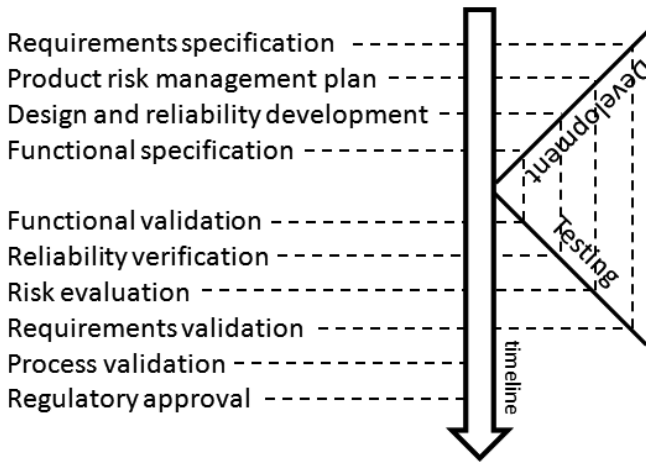 Requirements specification
Product risk management plan
Design and reliability development
Functional specification
Development
Functional validation
Testing
Reliability verification
Risk evaluation
Requirements validation
Process validation
timeline
Regulatory approval